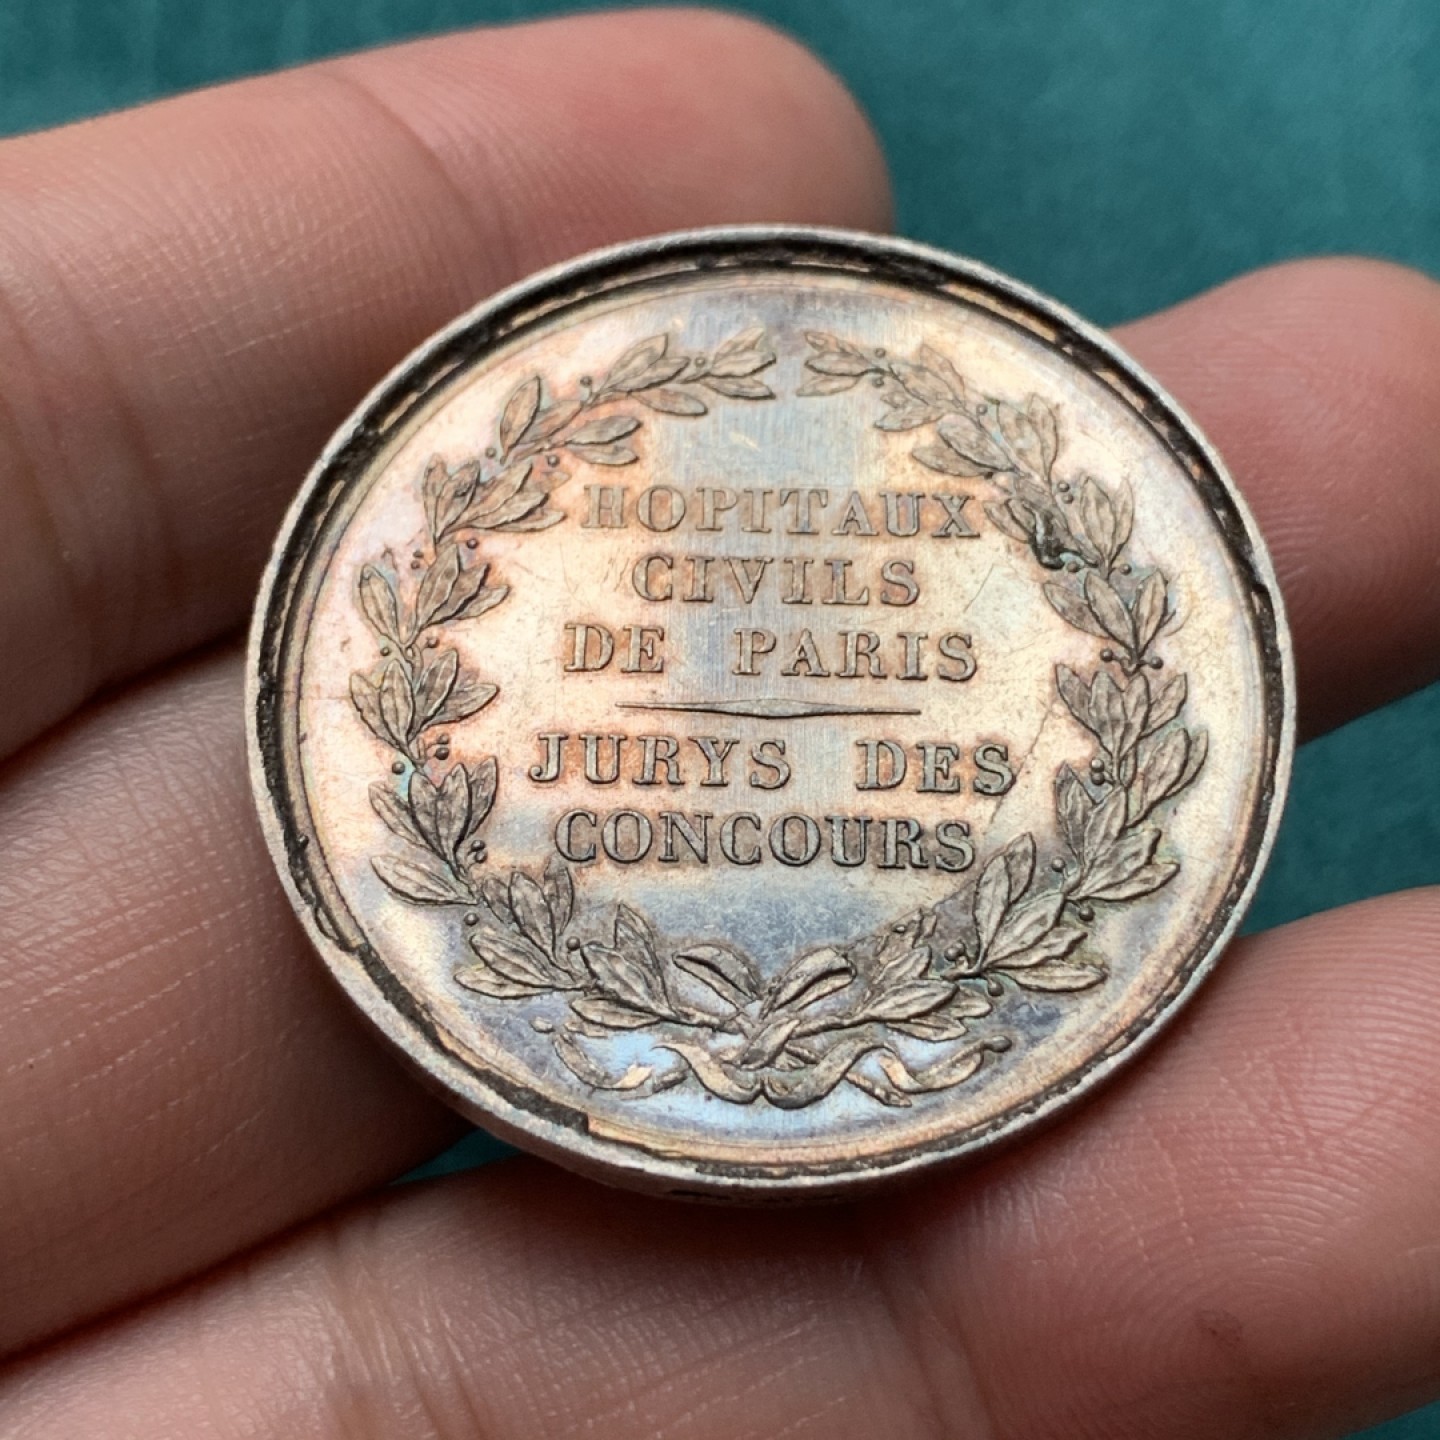 HOPITAUX
CIVILS
DE PARIS
JURYS DES
CONCOURS